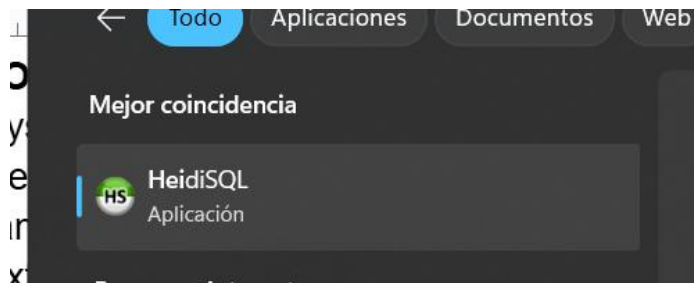 Todo Aplicaciones Documentos Web
Mejor coincidencia
HS HeidiSQL
Aplicación